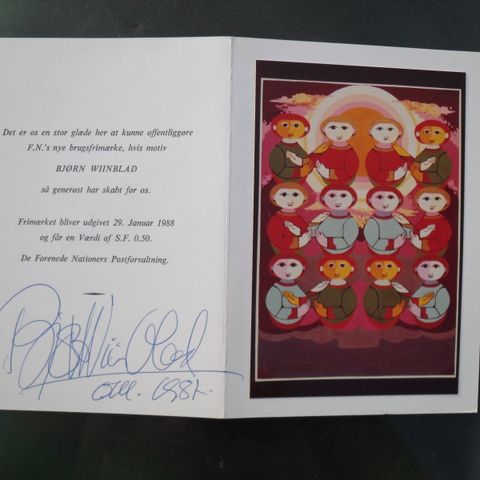 Det er os en stor glæde her at kunne offentliggøre
F.N.'s nye brugsfrimærke, hvis motiv
BJØRN WIINBLAD
så generøst har skabt for os.
Frimærket bliver udgivet 29. Januar 1988
og får en Værdi af S.F. 0.50.
De Forenede Nationers Postforvaltning.